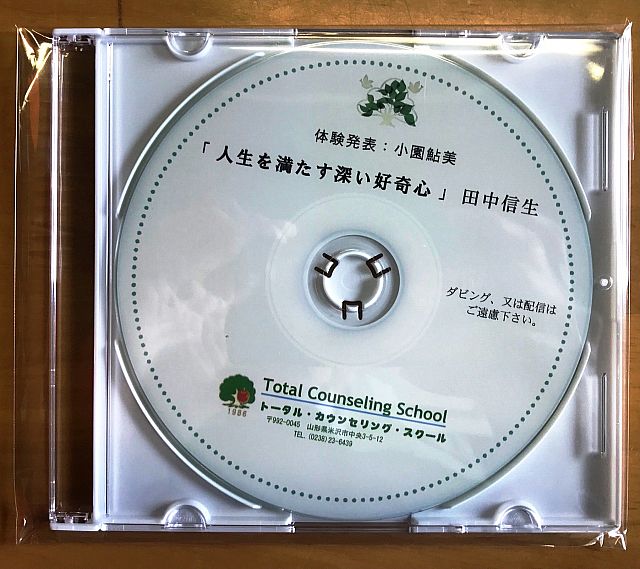 体験発表：小園鮎美
「人生を満たす深い好奇心」 田中信生
ダビング、又は配信は
ご遠慮下さい。
1986
Total Counseling School
トータル・カウンセリング・スクール
〒992-0045 山形県米沢市中央3-5-12
TEL. (0238)23-6439